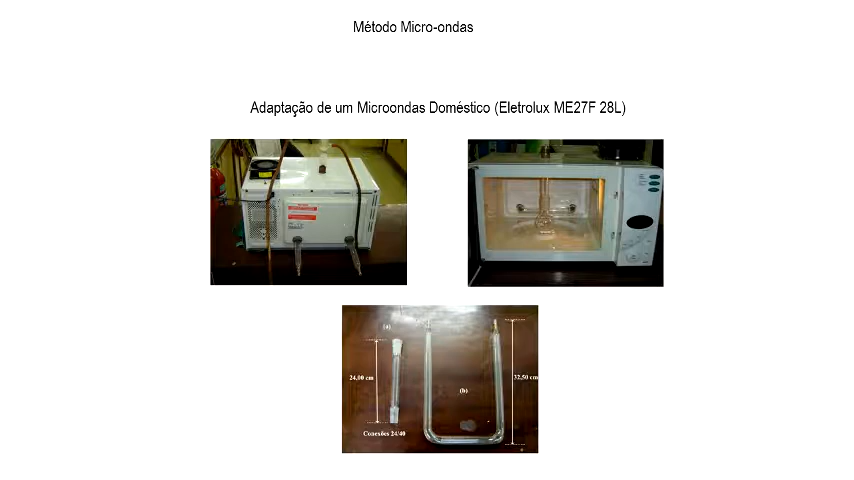 Método Micro-ondas
Adaptação de um Microondas Doméstico (Eletrolux ME27F 28L)
(a)
24,00 cm
(b)
32,50 cm
Conexões 24/40